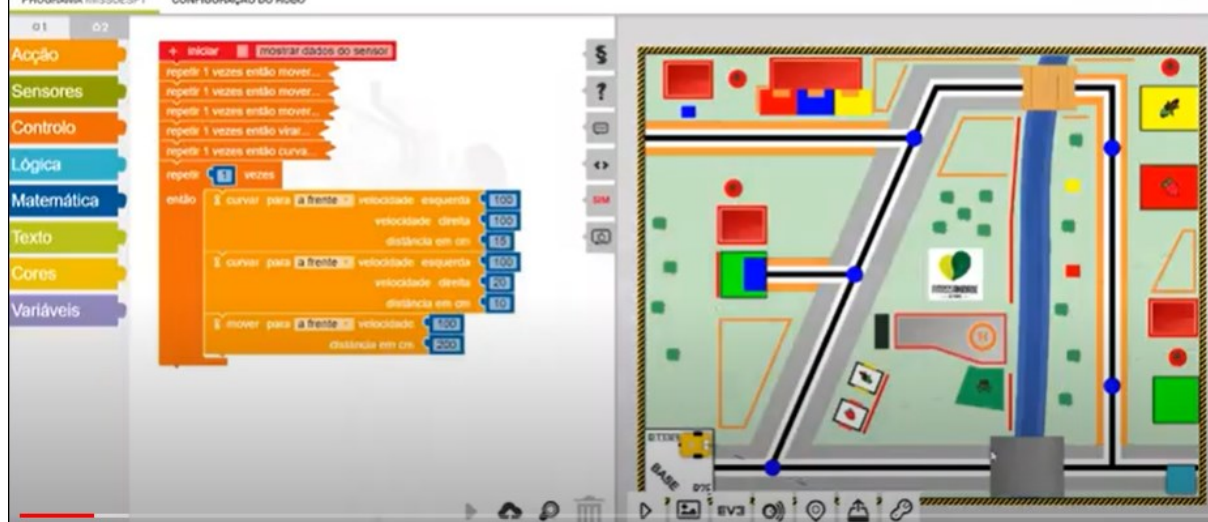 PROGRAMA
CONFIGURAÇÃO DO ROBÔ
Acção
Sensores
Controlo
Lógica
Matemática
Texto
Cores
Variáveis
+ iniciar mostrar dados do sensor
repetir 1 vezes então mover...
repetir 1 vezes então mover...
repetir 1 vezes então mover...
repetir 1 vezes então virar...
repetir 1 vezes então curva...
repetir 1 vezes
então curvar para a frente velocidade esquerda 100
velocidade direita 100
distância em cm 15
curvar para a frente velocidade esquerda 100
velocidade direita 20
distância em cm 10
mover para a frente velocidade 100
distância em cm 200
SIM
BASE
EV3